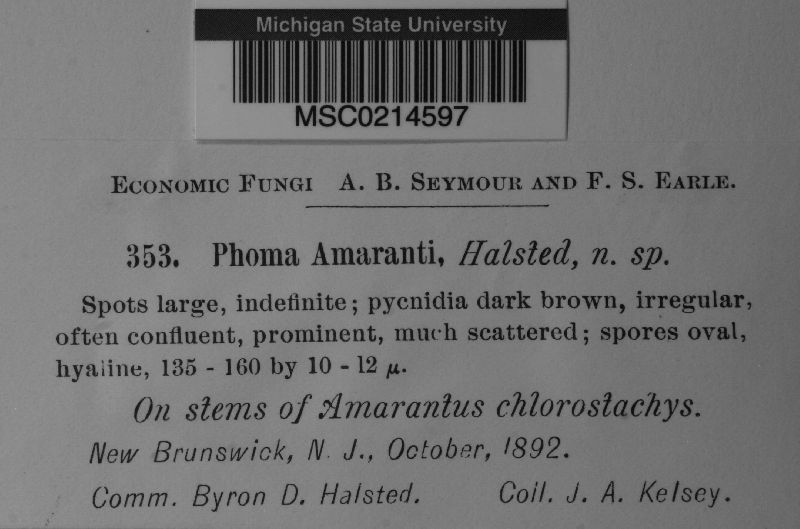 Michigan State University
MSC0214597
Economic Fungi A. B. Seymour and F. S. Earle.
353. Phoma Amaranti, Halsted, n. sp.
Spots large, indefinite; pycnidia dark brown, irregular,
often confluent, prominent, much scattered; spores oval,
hyaline, 135 - 160 by 10 - 12 µ.
On stems of Amarantus chlorostachys.
New Brunswick, N. J., October, 1892.
Comm. Byron D. Halsted. Coll. J. A. Kelsey.